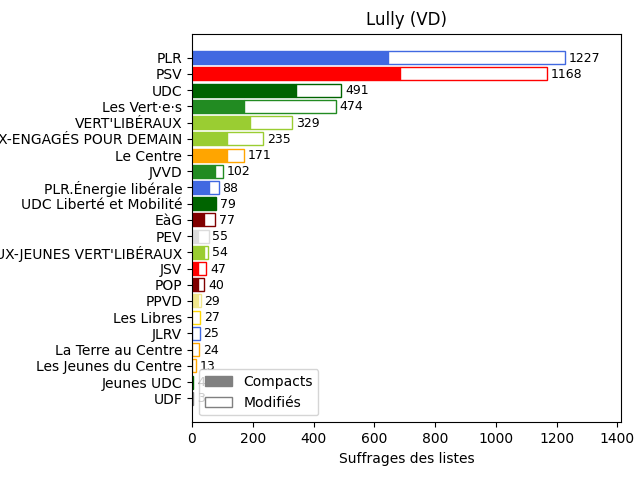 Lully (VD)
PLR 1227
PSV 1168
UDC 491
Les Vert·e·s 474
VERT'LIBÉRAUX 329
X-ENGAGÉS POUR DEMAIN 235
Le Centre 171
JVVD 102
PLR.Énergie libérale 88
UDC Liberté et Mobilité 79
EàG 77
PEV 55
UX-JEUNES VERT'LIBÉRAUX 54
JSV 47
POP 40
PPVD 29
Les Libres 27
JLRV 25
La Terre au Centre 24
Les Jeunes du Centre 13
Jeunes UDC 4
UDF 3
Compacts
Modifiés
0 200 400 600 800 1000 1200 1400
Suffrages des listes